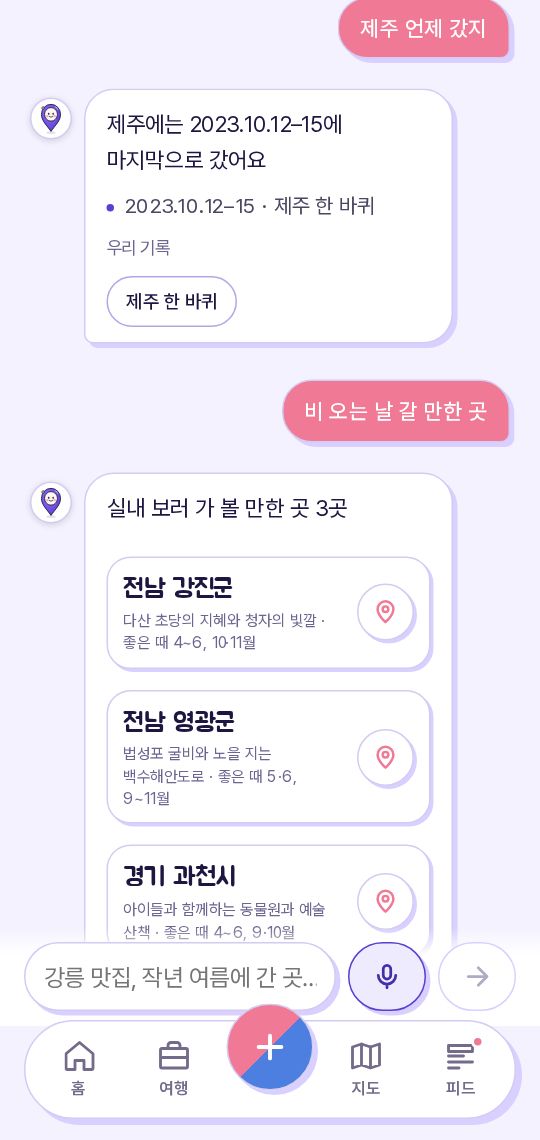 제주 언제 갔지
제주에는 2023.10.12–15에
마지막으로 갔어요
2023.10.12–15 · 제주 한 바퀴
우리 기록
제주 한 바퀴
비 오는 날 갈 만한 곳
실내 보러 가 볼 만한 곳 3곳
전남 강진군
다산 초당의 지혜와 청자의 빛깔 ·
좋은 때 4~6, 10·11월
전남 영광군
법성포 굴비와 노을 지는
백수해안도로 · 좋은 때 5·6,
9~11월
경기 과천시
아이들과 함께하는 동물원과 예술
산책 · 좋은 때 4~6, 9·10월
강릉 맛집, 작년 여름에 간 곳...
홈
여행
지도
피드